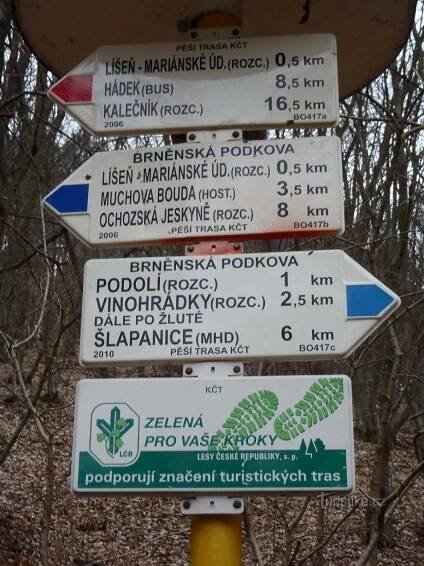 PĚŠÍ TRASA KČT
LÍŠEŇ - MARIÁNSKÉ ÚD. (ROZC.) 0,5 km
HÁDEK (BUS) 8,5 km
KALEČNÍK (ROZC.) 16,5 km
2006 BO417a
BRNĚNSKÁ PODKOVA
LÍŠEŇ - MARIÁNSKÉ ÚD. (ROZC.) 0,5 km
MUCHOVA BOUDA (HOST.) 3,5 km
OCHOZSKÁ JESKYNĚ (ROZC.) 8 km
2006 PĚŠÍ TRASA KČT BO417b
BRNĚNSKÁ PODKOVA
PODOLÍ (ROZC.) 1 km
VINOHRÁDKY (ROZC.) 2,5 km
DÁLE PO ŽLUTÉ
ŠLAPANICE (MHD) 6 km
2010 PĚŠÍ TRASA KČT BO417c
KČT
ZELENÁ
PRO VAŠE KROKY
LČR
LESY ČESKÉ REPUBLIKY, s. p.
podporují značení turistických tras
Turistika.cz